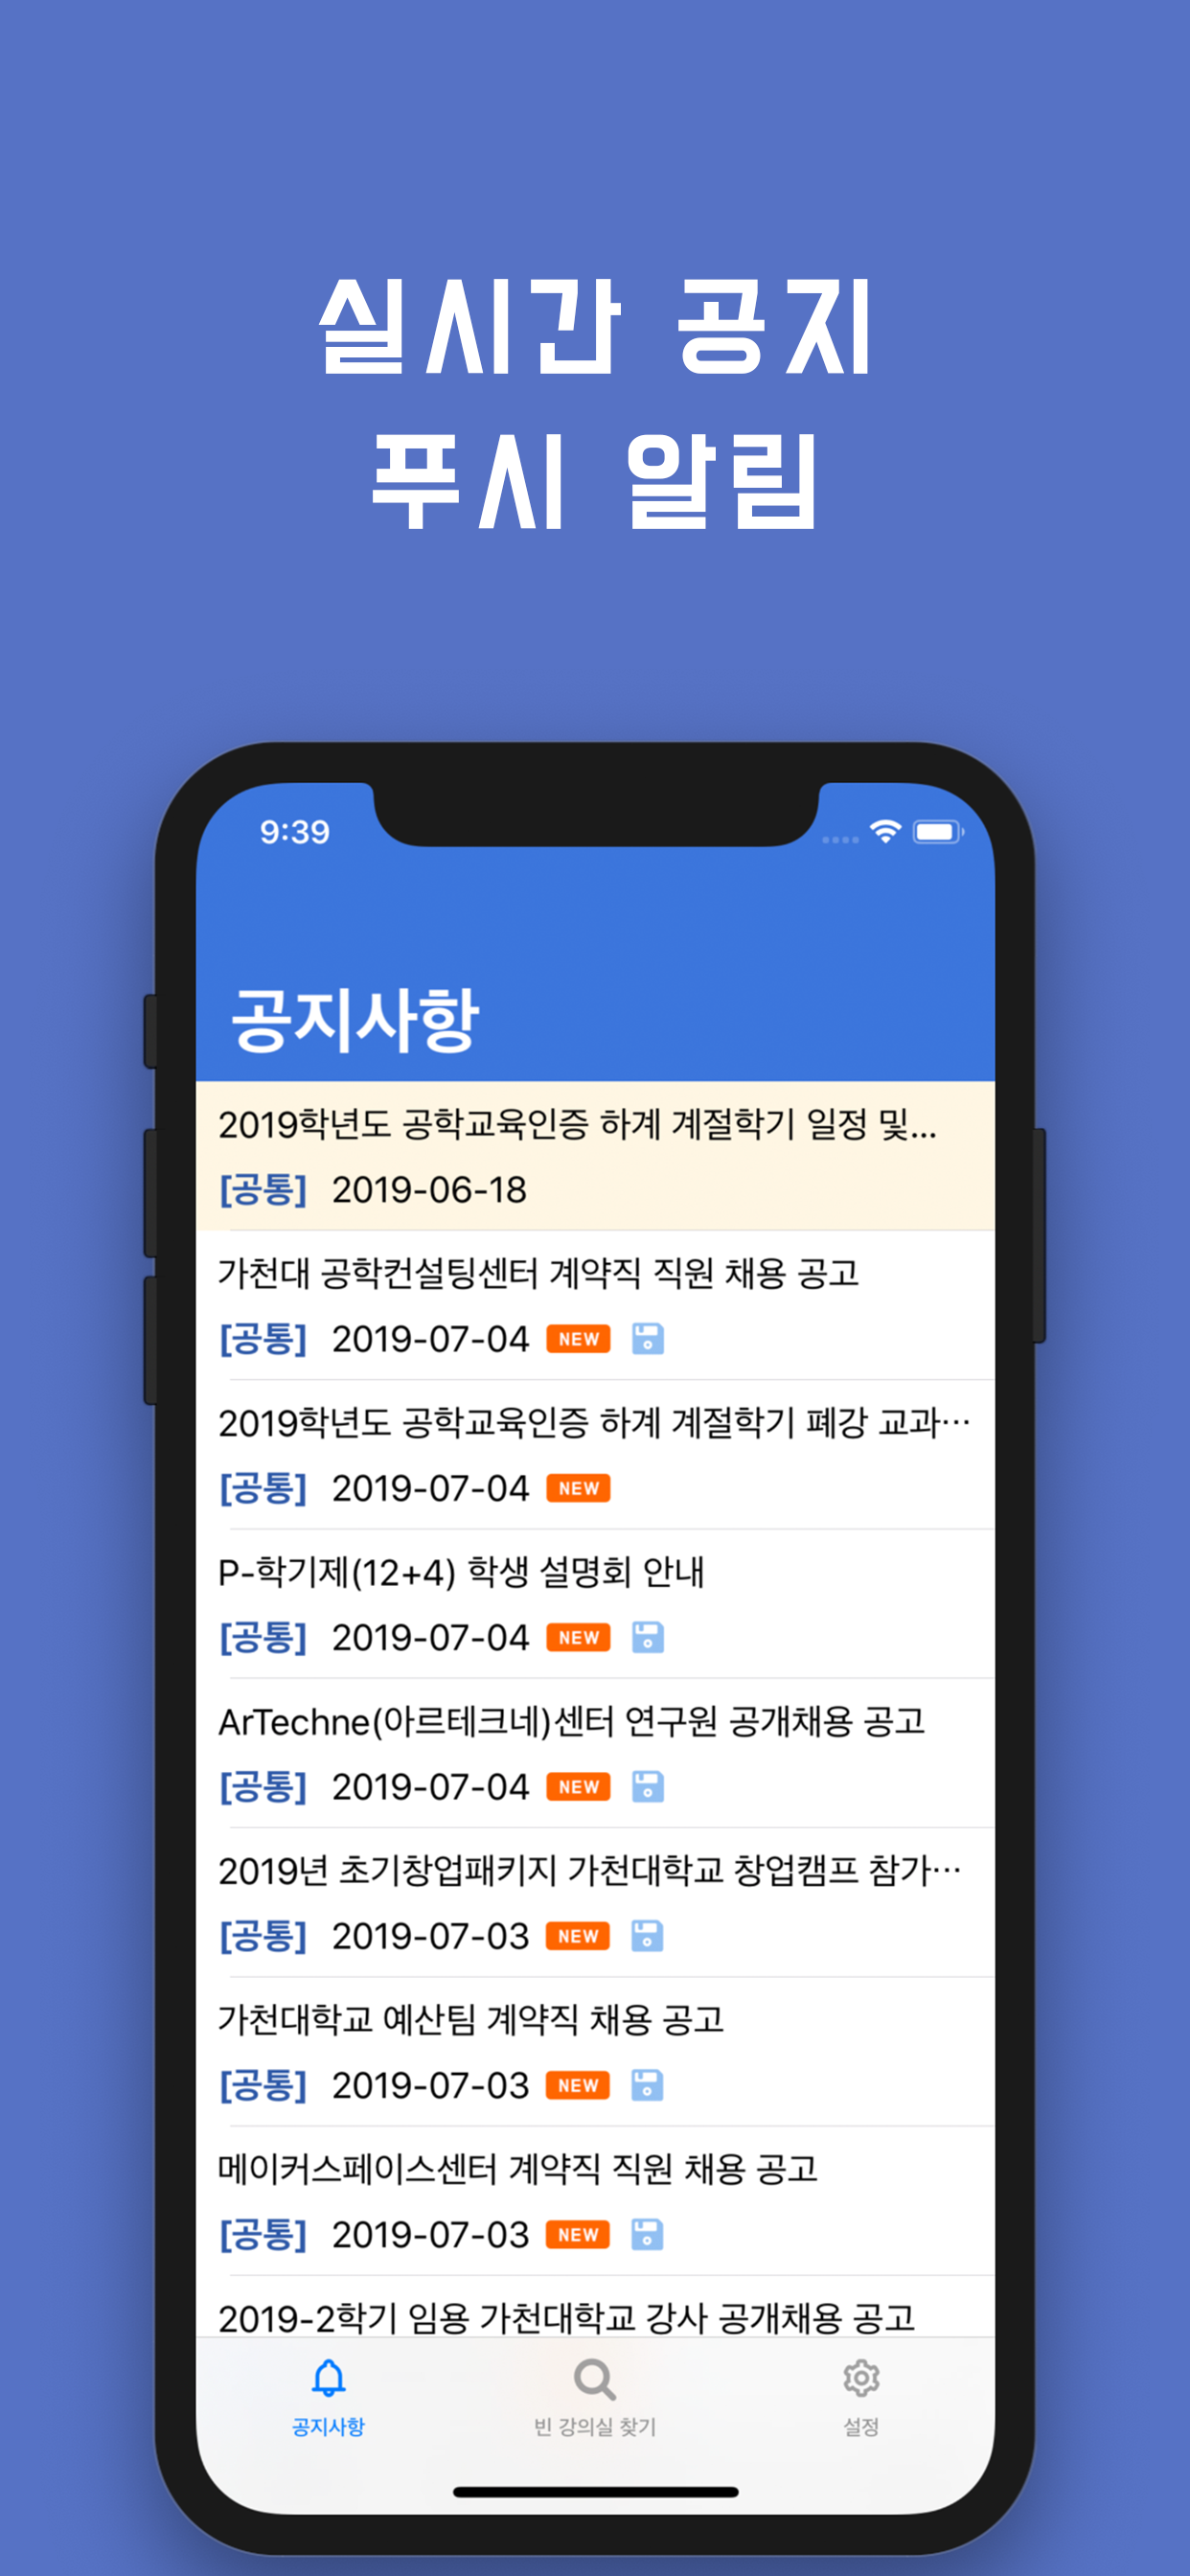 실시간 공지
푸시 알림
9:39
공지사항
2019학년도 공학교육인증 하계 계절학기 일정 및...
[공통] 2019-06-18
가천대 공학컨설팅센터 계약직 직원 채용 공고
[공통] 2019-07-04 NEW
2019학년도 공학교육인증 하계 계절학기 폐강 교과…
[공통] 2019-07-04 NEW
P-학기제(12+4) 학생 설명회 안내
[공통] 2019-07-04 NEW
ArTechne(아르테크네)센터 연구원 공개채용 공고
[공통] 2019-07-04 NEW
2019년 초기창업패키지 가천대학교 창업캠프 참가…
[공통] 2019-07-03 NEW
가천대학교 예산팀 계약직 채용 공고
[공통] 2019-07-03 NEW
메이커스페이스센터 계약직 직원 채용 공고
[공통] 2019-07-03 NEW
2019-2학기 임용 가천대학교 강사 공개채용 공고
공지사항 빈 강의실 찾기 설정